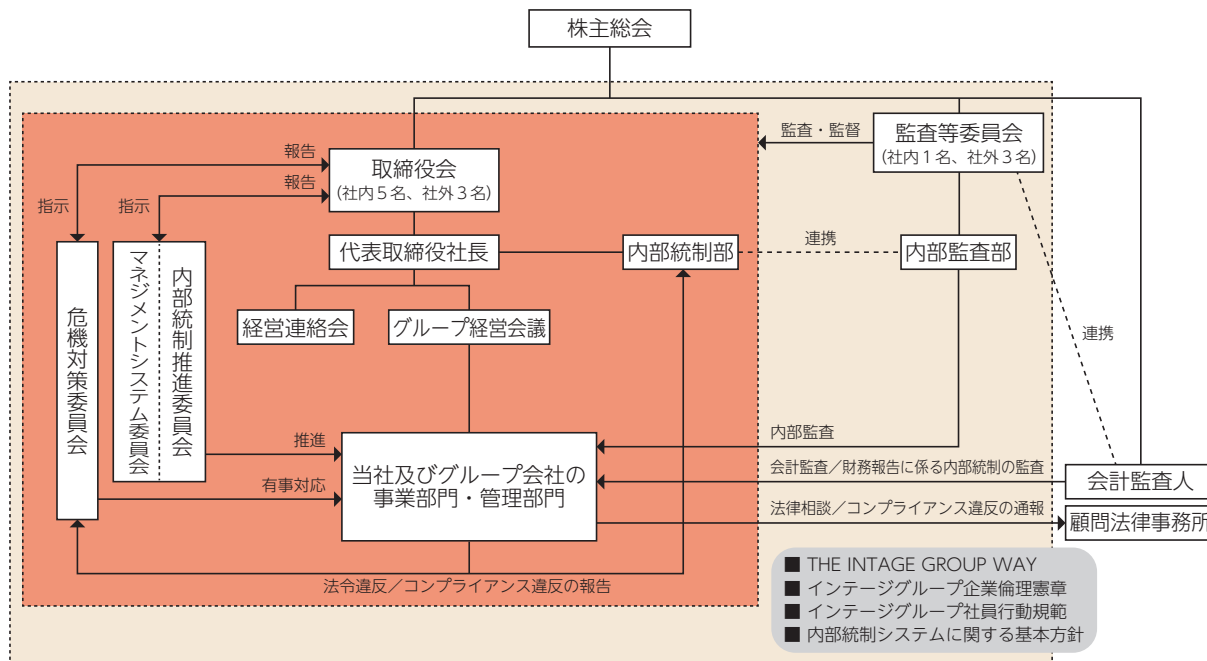 株主総会
監査・監督
監査等委員会
(社内1名、社外3名)
報告
取締役会
(社内5名、社外3名)
報告
指示
指示
代表取締役社長
内部統制部
連携
内部監査部
危機対策委員会
マネジメントシステム委員会
内部統制推進委員会
経営連絡会
グループ経営会議
連携
推進
内部監査
当社及びグループ会社の
事業部門・管理部門
会計監査／財務報告に係る内部統制の監査
会計監査人
有事対応
法律相談／コンプライアンス違反の通報
顧問法律事務所
法令違反／コンプライアンス違反の報告
■ THE INTAGE GROUP WAY
■ インテージグループ企業倫理憲章
■ インテージグループ社員行動規範
■ 内部統制システムに関する基本方針